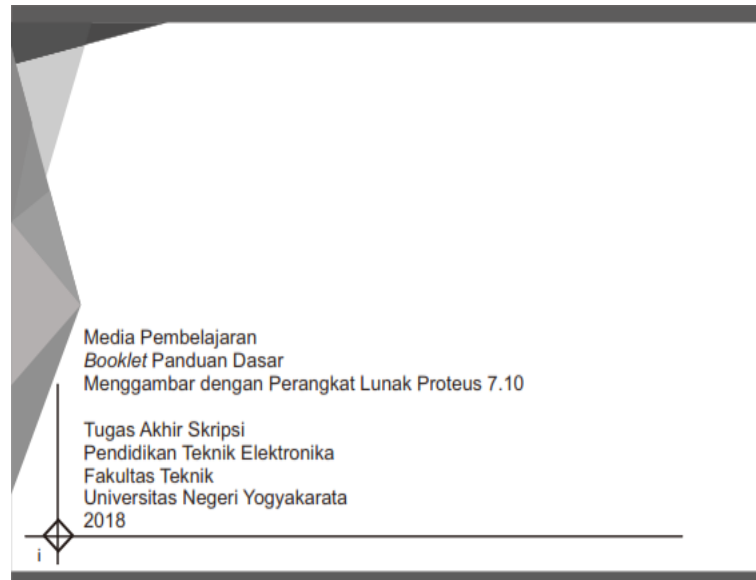 Media Pembelajaran
Booklet Panduan Dasar
Menggambar dengan Perangkat Lunak Proteus 7.10
Tugas Akhir Skripsi
Pendidikan Teknik Elektronika
Fakultas Teknik
Universitas Negeri Yogyakarata
2018
i